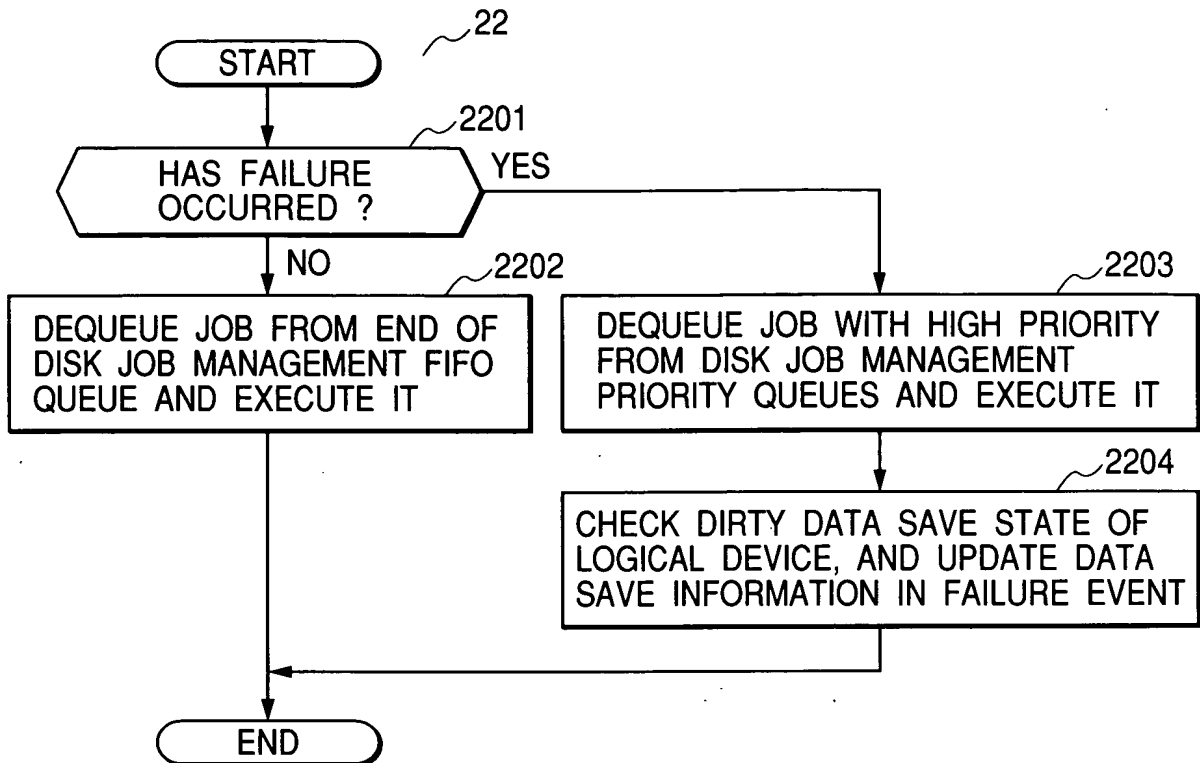 22
START
2201
HAS FAILURE
OCCURRED ?
YES
NO
2202
DEQUEUE JOB FROM END OF
DISK JOB MANAGEMENT FIFO
QUEUE AND EXECUTE IT
2203
DEQUEUE JOB WITH HIGH PRIORITY
FROM DISK JOB MANAGEMENT
PRIORITY QUEUES AND EXECUTE IT
2204
CHECK DIRTY DATA SAVE STATE OF
LOGICAL DEVICE, AND UPDATE DATA
SAVE INFORMATION IN FAILURE EVENT
END